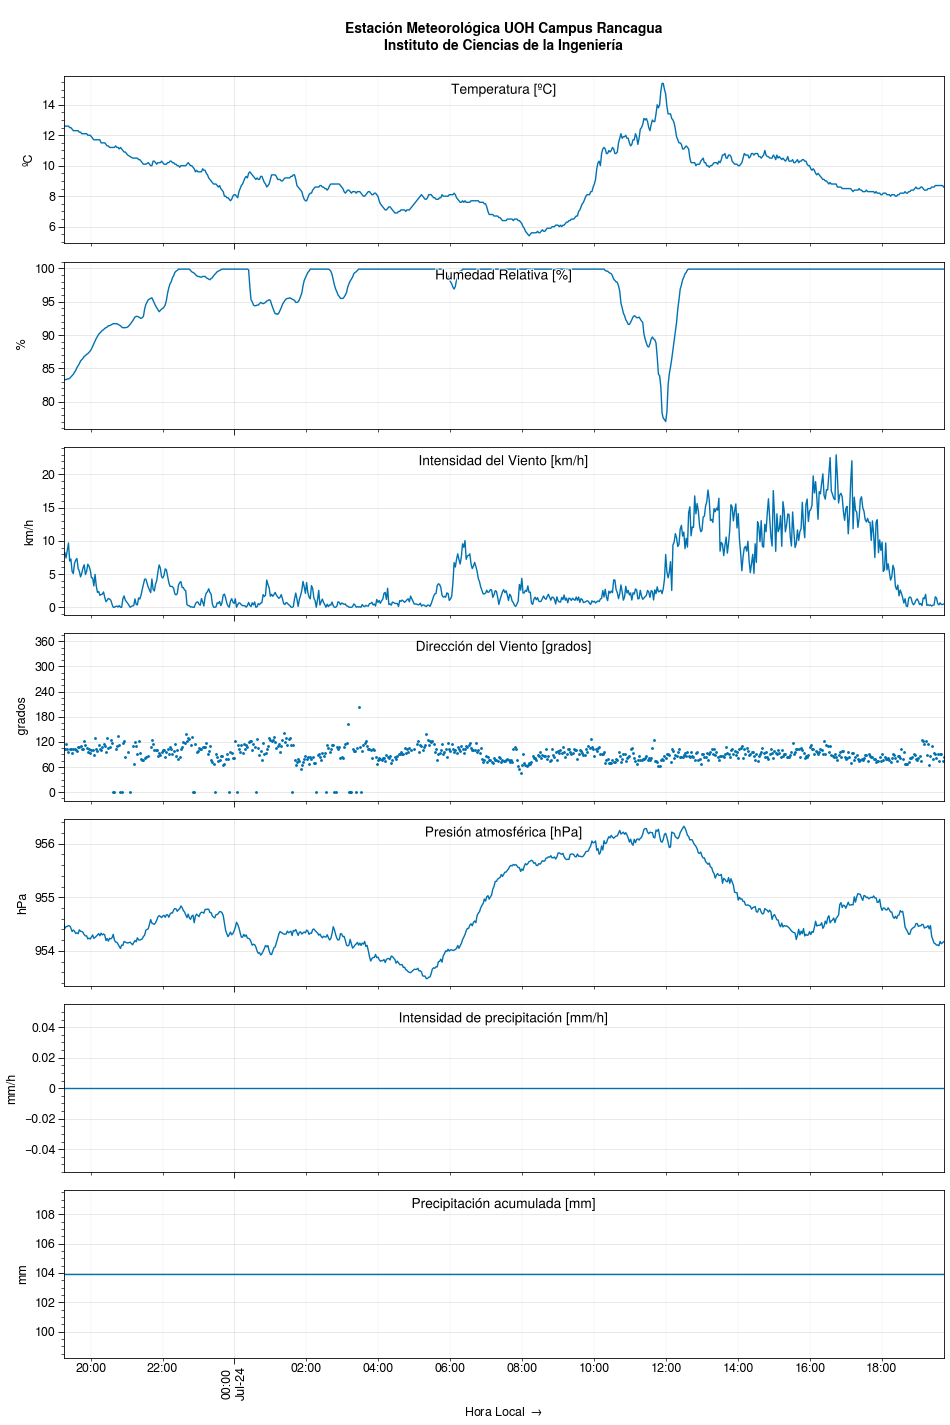 Estación Meteorológica UOH Campus Rancagua
Instituto de Ciencias de la Ingeniería
Temperatura [ºC]
ºC
14
12
10
8
6
Humedad Relativa [%]
%
100
95
90
85
80
Intensidad del Viento [km/h]
km/h
20
15
10
5
0
Dirección del Viento [grados]
grados
360
300
240
180
120
60
0
Presión atmosférica [hPa]
hPa
956
955
954
Intensidad de precipitación [mm/h]
mm/h
0.04
0.02
0
−0.02
−0.04
Precipitación acumulada [mm]
mm
108
106
104
102
100
20:00 22:00 00:00 02:00 04:00 06:00 08:00 10:00 12:00 14:00 16:00 18:00
Jul-24
Hora Local →